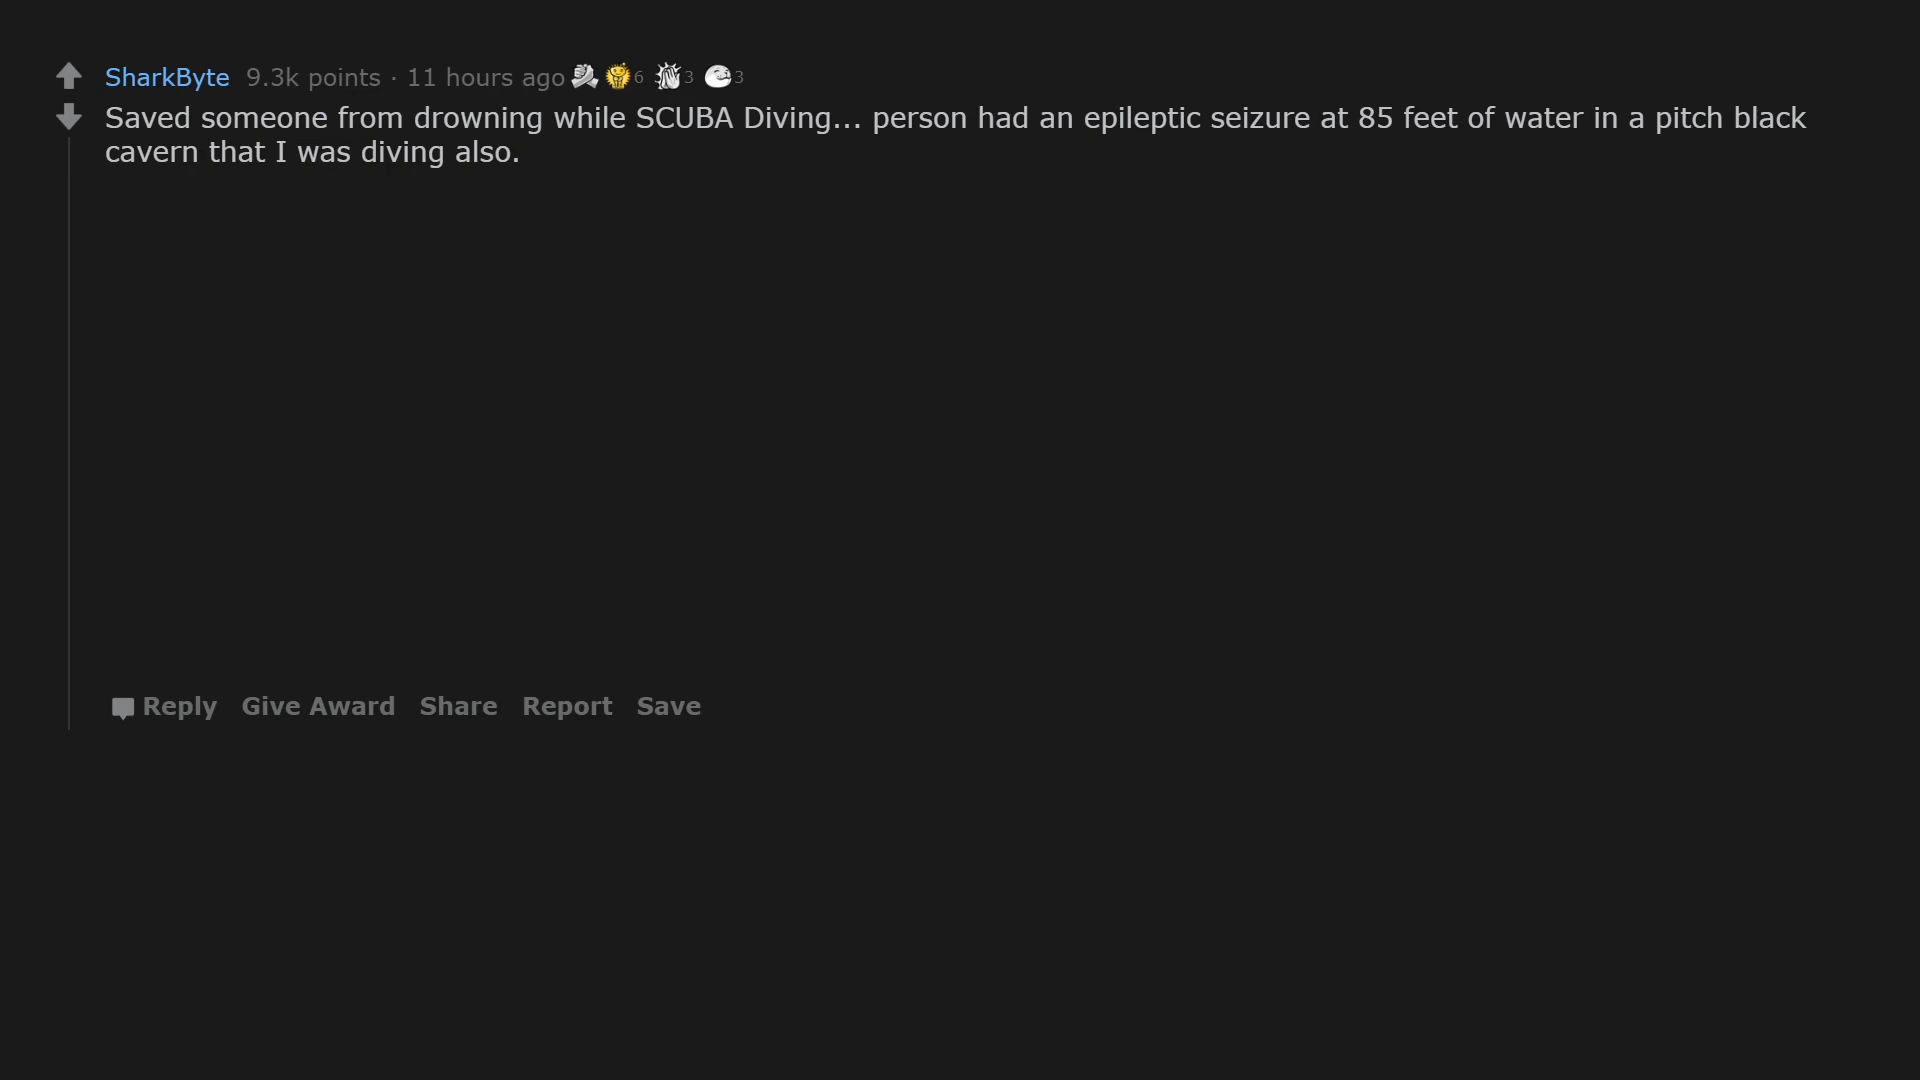 SharkByte 9.3k points · 11 hours ago 6 3 3
Saved someone from drowning while SCUBA Diving... person had an epileptic seizure at 85 feet of water in a pitch black
cavern that I was diving also.
Reply Give Award Share Report Save